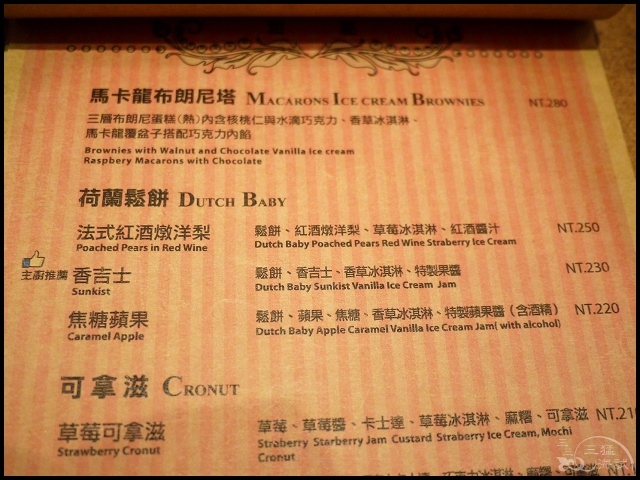 馬卡龍布朗尼塔 MACARONS ICE CREAM BROWNIES NT.280
三層布朗尼蛋糕(熱)內含核桃仁與水滴巧克力、香草冰淇淋、
馬卡龍覆盆子搭配巧克力內餡
Brownies with Walnut and Chocolate Vanilla Ice cream
Raspbery Macarons with Chocolate
荷蘭鬆餅 DUTCH BABY
法式紅酒燉洋梨 鬆餅、紅酒燉洋梨、草莓冰淇淋、紅酒醬汁 NT.250
Poached Pears in Red Wine Dutch Baby Poached Pears Red Wine Straberry Ice Cream
主廚推薦 香吉士 鬆餅、香吉士、香草冰淇淋、特製果醬 NT.230
Sunkist Dutch Baby Sunkist Vanilla Ice Cream Jam
焦糖蘋果 鬆餅、蘋果、焦糖、香草冰淇淋、特製蘋果醬（含酒精） NT.220
Caramel Apple Dutch Baby Apple Caramel Vanilla Ice Cream Jam( with alcohol)
可拿滋 CRONUT
草莓可拿滋 草莓、草莓醬、卡士達、草莓冰淇淋、麻糬、可拿滋 NT.21
Strawberry Cronut Straberry Starberry Jam Custard Straberry Ice Cream, Mochi
Cronut